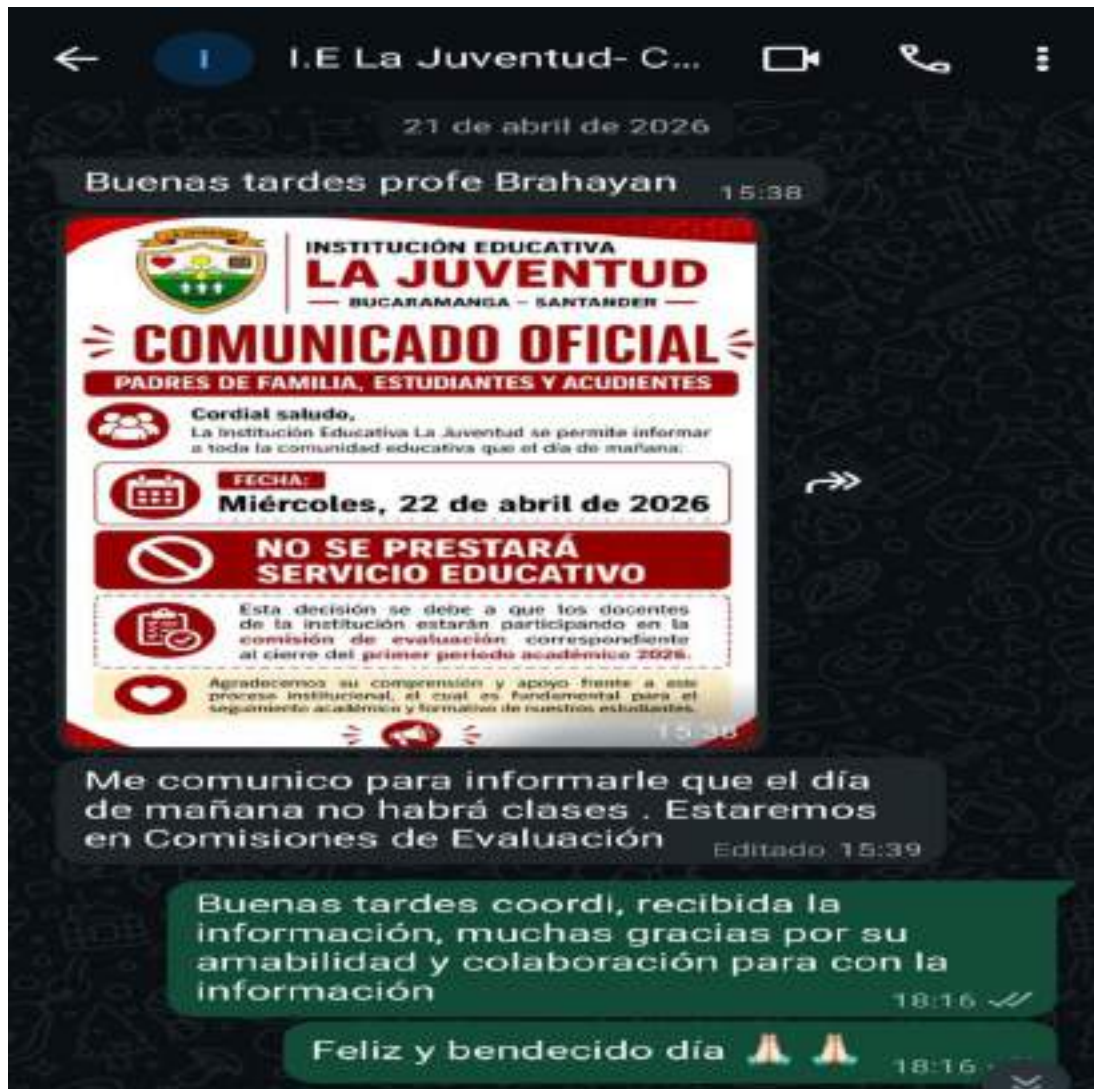 I
I.E La Juventud- C...
21 de abril de 2026
Buenas tardes profe Brahayan 15:38
INSTITUCIÓN EDUCATIVA
LA JUVENTUD
BUCARAMANGA - SANTANDER
COMUNICADO OFICIAL
PADRES DE FAMILIA, ESTUDIANTES Y ACUDIENTES
Cordial saludo,
La Institución Educativa La Juventud se permite informar
a toda la comunidad educativa que el día de mañana:
FECHA:
Miércoles, 22 de abril de 2026
NO SE PRESTARÁ
SERVICIO EDUCATIVO
Esta decisión se debe a que los docentes
de la institución estarán participando en la
comisión de evaluación correspondiente
al cierre del primer periodo académico 2026.
Agradecemos su comprensión y apoyo frente a este
proceso institucional, el cual es fundamental para el
seguimiento académico y formativo de nuestros estudiantes.
15:38
Me comunico para informarle que el día
de mañana no habrá clases . Estaremos
en Comisiones de Evaluación Editado 15:39
Buenas tardes coordi, recibida la
información, muchas gracias por su
amabilidad y colaboración para con la
información 18:16
Feliz y bendecido día 🙏🏻 🙏🏻 18:16